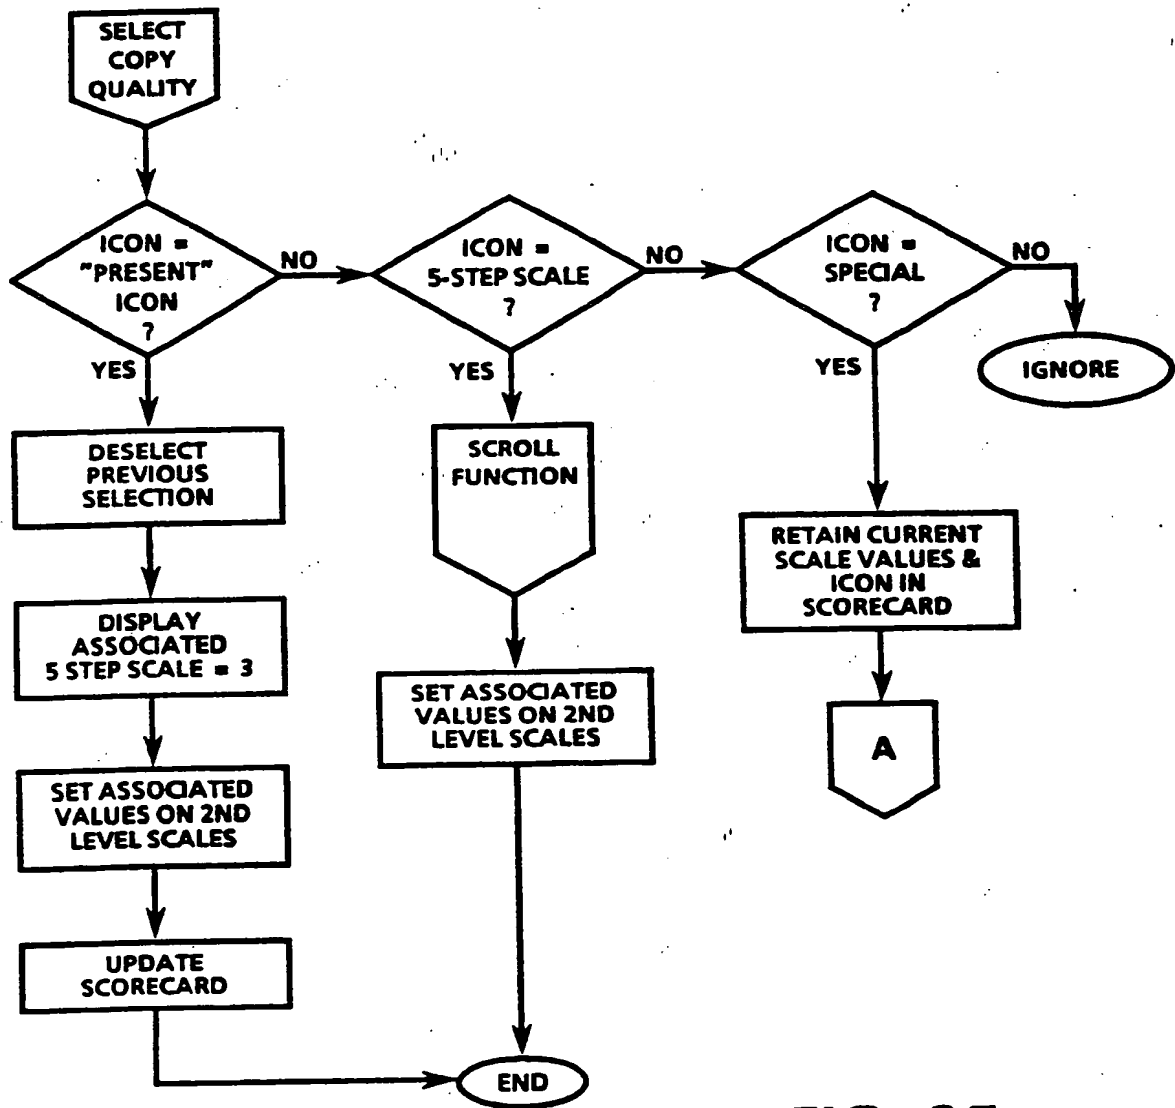 SELECT
COPY
QUALITY
ICON =
"PRESENT"
ICON
?
NO
YES
ICON =
5-STEP SCALE
?
NO
YES
ICON =
SPECIAL
?
NO
YES
IGNORE
DESELECT
PREVIOUS
SELECTION
DISPLAY
ASSOCIATED
5 STEP SCALE = 3
SET ASSOCIATED
VALUES ON 2ND
LEVEL SCALES
UPDATE
SCORECARD
SCROLL
FUNCTION
SET ASSOCIATED
VALUES ON 2ND
LEVEL SCALES
END
RETAIN CURRENT
SCALE VALUES &
ICON IN
SCORECARD
A